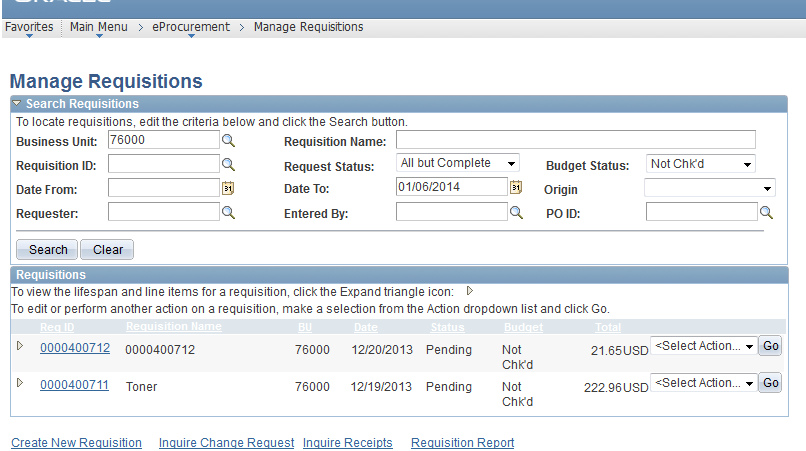 ORACLE
Favorites Main Menu > eProcurement > Manage Requisitions
Manage Requisitions
Search Requisitions
To locate requisitions, edit the criteria below and click the Search button.
Business Unit: 76000 Requisition Name:
Requisition ID: Request Status: All but Complete Budget Status: Not Chk'd
Date From: 31 Date To: 01/06/2014 31 Origin
Requester: Entered By: PO ID:
Search Clear
Requisitions
To view the lifespan and line items for a requisition, click the Expand triangle icon:
To edit or perform another action on a requisition, make a selection from the Action dropdown list and click Go.
Req ID Requisition Name BU Date Status Budget Total
0000400712 0000400712 76000 12/20/2013 Pending Not Chk'd 21.65USD <Select Action... Go
0000400711 Toner 76000 12/19/2013 Pending Not Chk'd 222.96USD <Select Action... Go
Create New Requisition Inquire Change Request Inquire Receipts Requisition Report